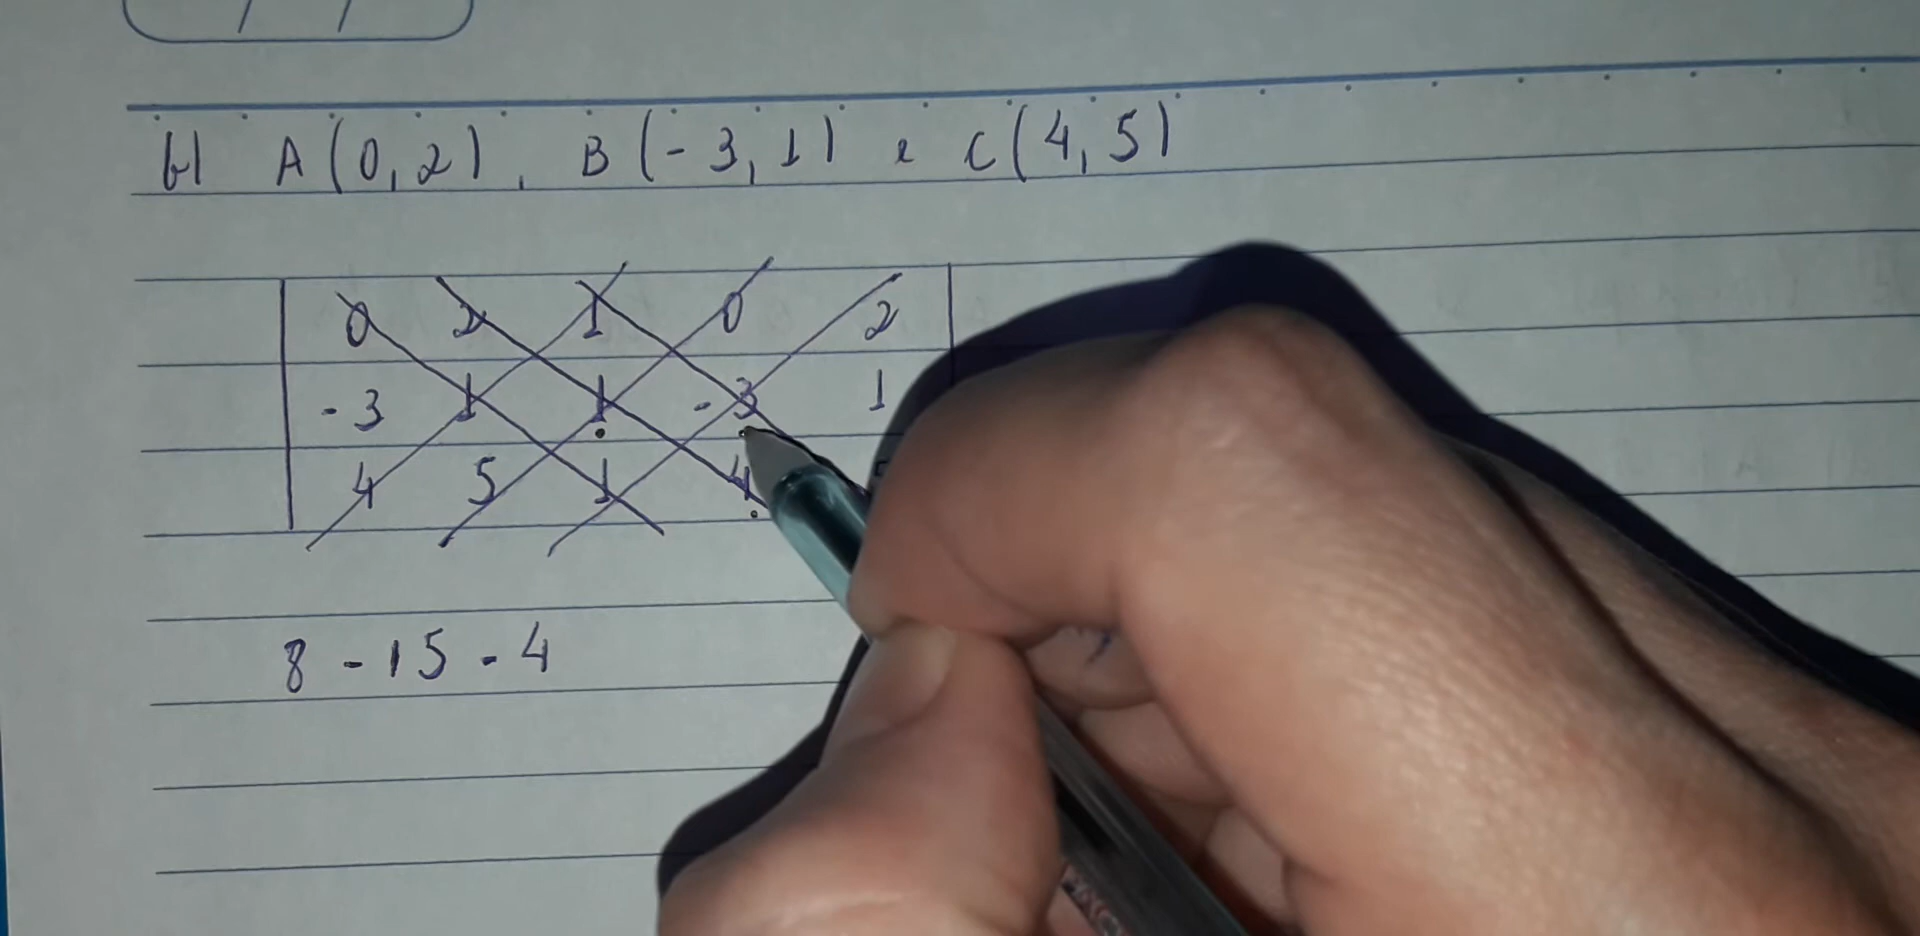 b) A(0,2), B(-3,1) e C(4,5)
0 2 1 0 2
-3 1 1 -3 1
4 5 1 4
8 - 15 - 4